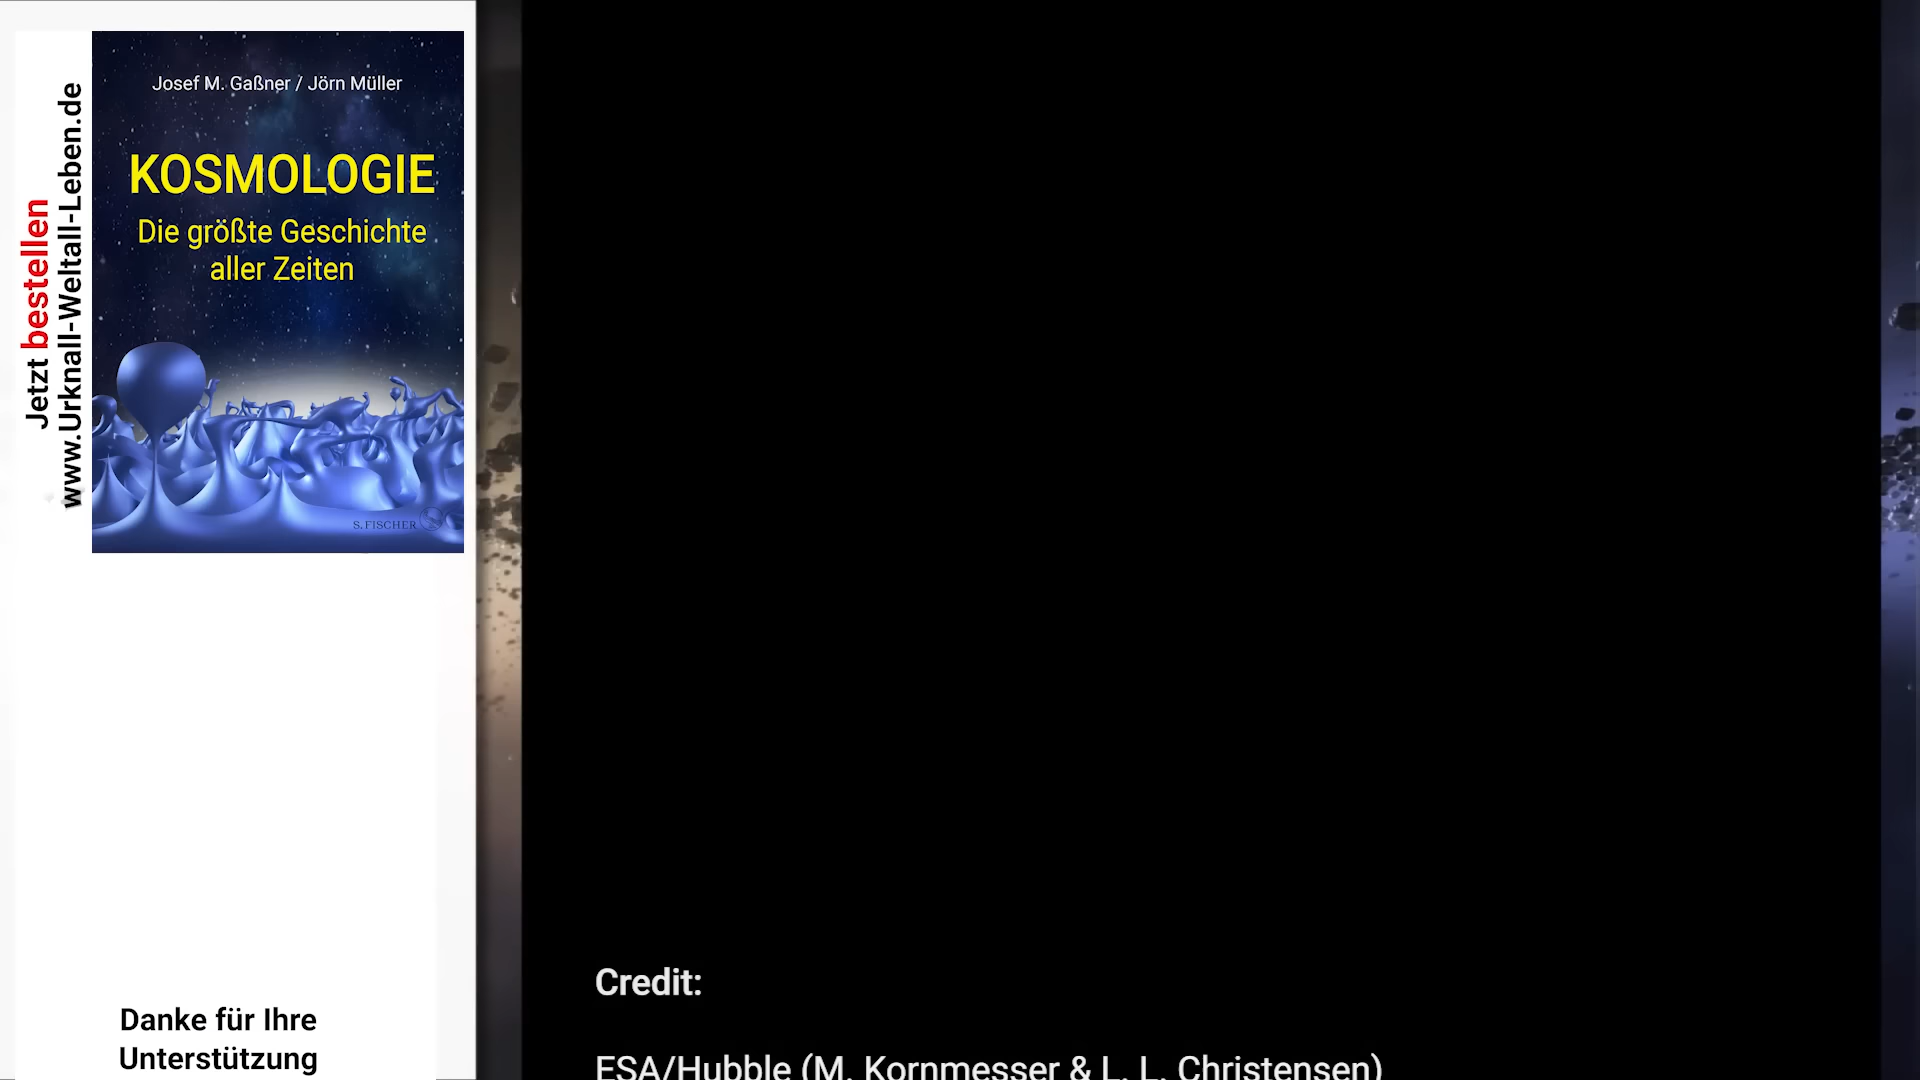 Jetzt bestellen
www.Urknall-Weltall-Leben.de
Josef M. Gaßner / Jörn Müller
KOSMOLOGIE
Die größte Geschichte
aller Zeiten
S. FISCHER
Danke für Ihre
Unterstützung
Credit:
ESA/Hubble (M. Kornmesser & L. L. Christensen)